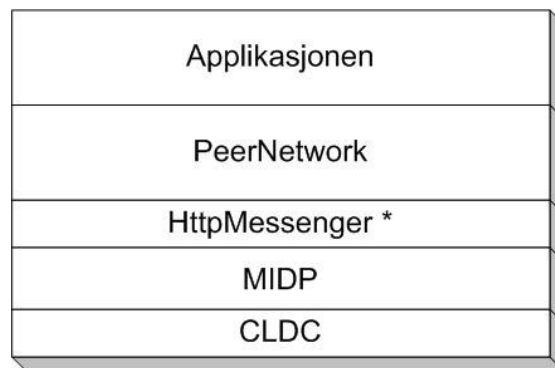 Applikasjonen
PeerNetwork
HttpMessenger *
MIDP
CLDC